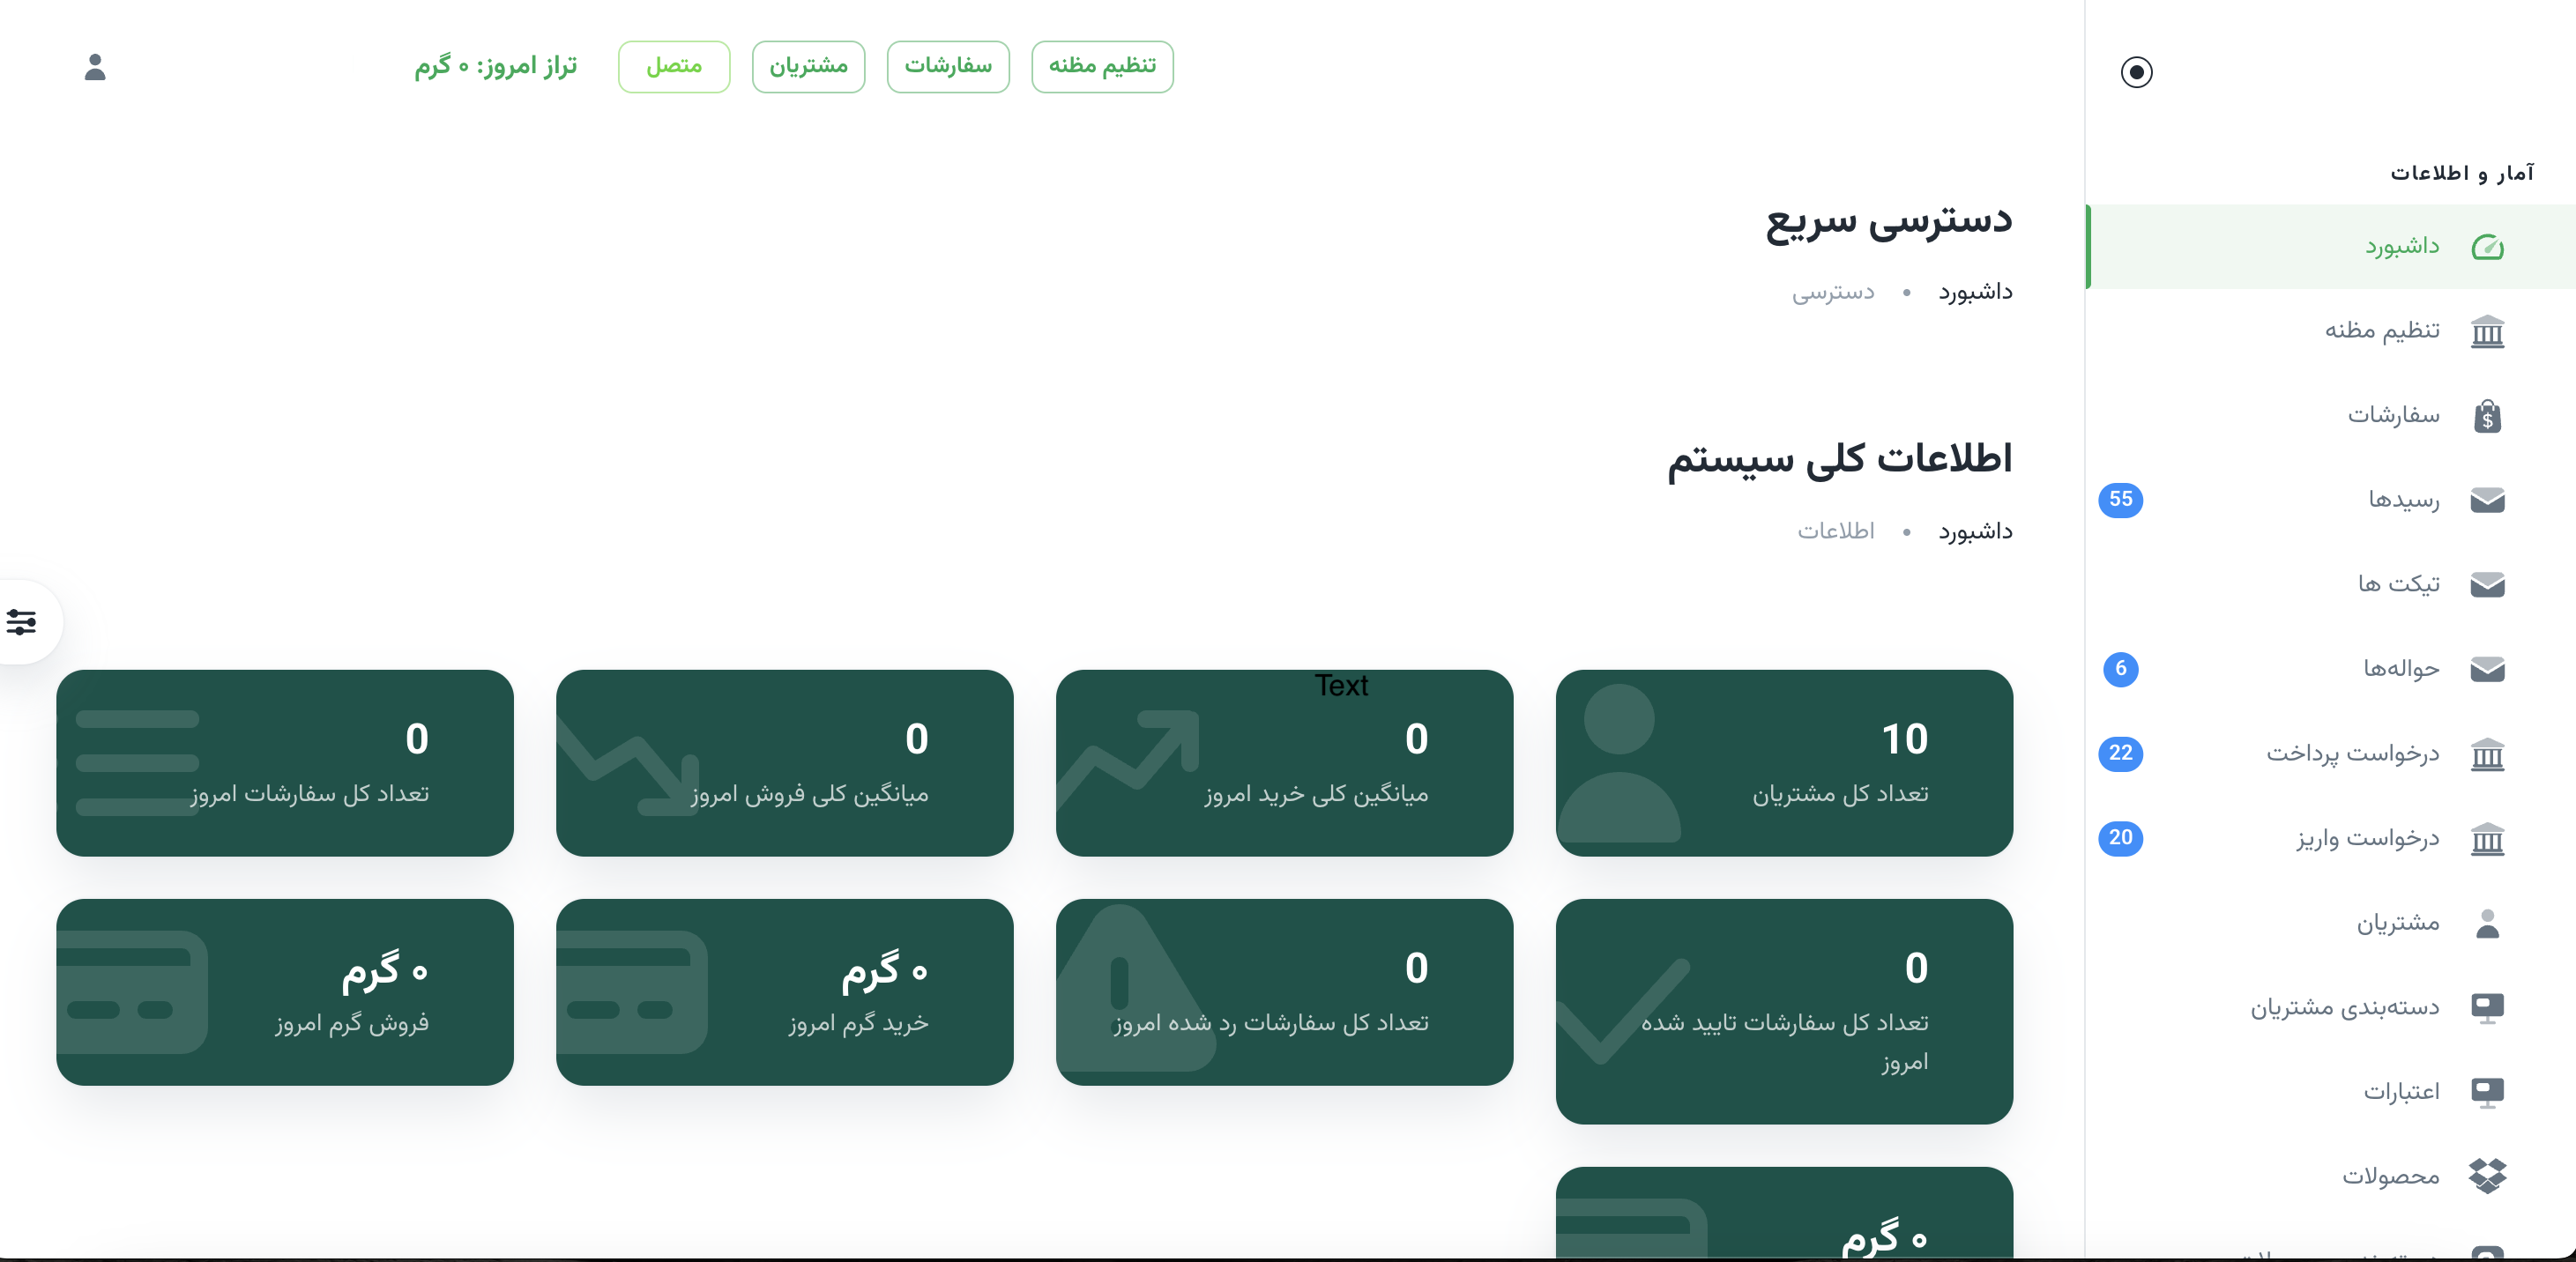 تنظیم مظنه
سفارشات
مشتریان
متصل
تراز امروز: ۰ گرم
آمار و اطلاعات
داشبورد
تنظیم مظنه
سفارشات
رسیدها
55
تیکت ها
حواله‌ها
6
درخواست پرداخت
22
درخواست واریز
20
مشتریان
دسته‌بندی مشتریان
اعتبارات
محصولات
دسترسی سریع
داشبورد • دسترسی
اطلاعات کلی سیستم
داشبورد • اطلاعات
10
تعداد کل مشتریان
Text
0
میانگین کلی خرید امروز
0
میانگین کلی فروش امروز
0
تعداد کل سفارشات امروز
0
تعداد کل سفارشات تایید شده
امروز
0
تعداد کل سفارشات رد شده امروز
۰ گرم
خرید گرم امروز
۰ گرم
فروش گرم امروز
۰ گرم